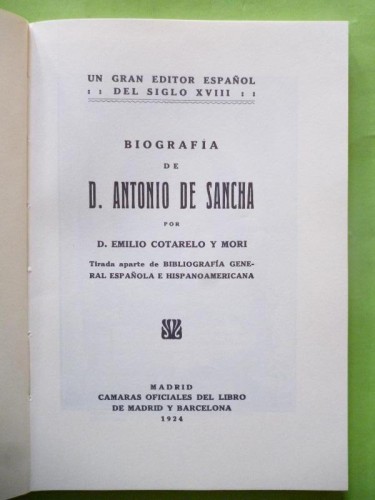 UN GRAN EDITOR ESPAÑOL
: : DEL SIGLO XVIII : :
BIOGRAFÍA
DE
D. ANTONIO DE SANCHA
POR
D. EMILIO COTARELO Y MORI
Tirada aparte de BIBLIOGRAFÍA GENE-
RAL ESPAÑOLA E HISPANOAMERICANA
MADRID
CAMARAS OFICIALES DEL LIBRO
DE MADRID Y BARCELONA
1924